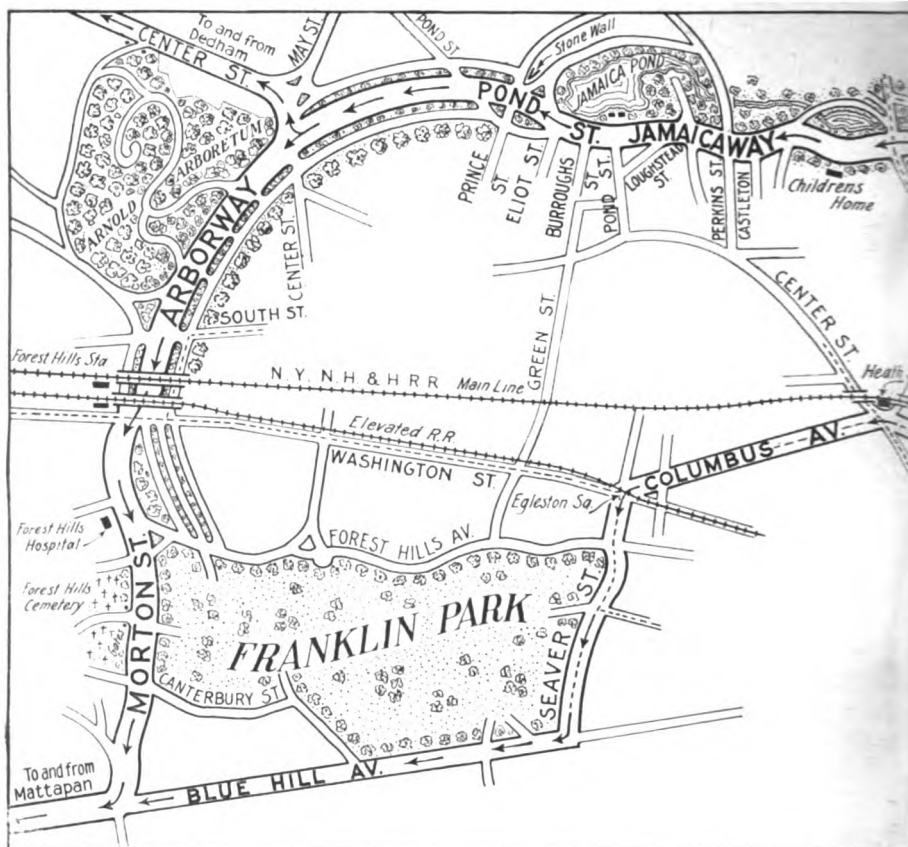 To and from
Dedham
CENTER ST.
MAY ST.
POND ST.
Stone Wall
JAMAICA POND
POND ST.
JAMAICAWAY
ARNOLD ARBORETUM
ARBORWAY
PRINCE ST.
ELIOT ST.
BURROUGHS ST.
POND ST.
LOUGHSTEAD ST.
PERKINS ST.
CASTLETON
Childrens
Home
CENTER ST.
SOUTH ST.
GREEN ST.
CENTER ST.
Forest Hills Sta
N.Y. N.H. & H R R Main Line
Heath
Elevated R.R.
WASHINGTON ST.
COLUMBUS AV.
Egleston Sq.
Forest Hills
Hospital
FOREST HILLS AV.
Forest Hills
Cemetery
Gates
MORTON ST.
FRANKLIN PARK
SEAVER ST.
CANTERBURY ST.
To and from
Mattapan
BLUE HILL AV.